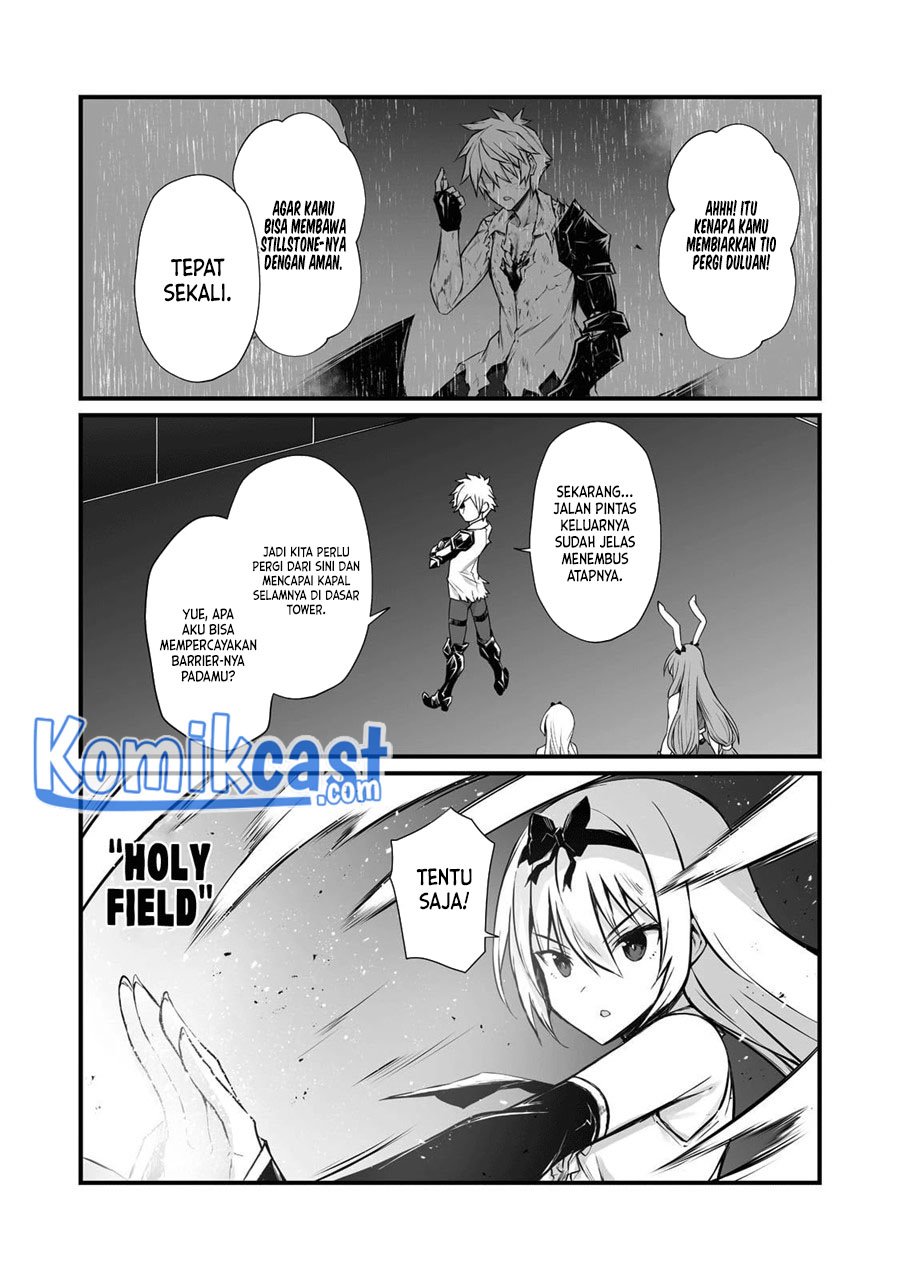 AHHH! ITU
KENAPA KAMU
MEMBIARKAN TIO
PERGI DULUAN!
AGAR KAMU
BISA MEMBAWA
STILLSTONE-NYA
DENGAN AMAN.
TEPAT
SEKALI.
SEKARANG...
JALAN PINTAS
KELUARNYA
SUDAH JELAS
MENEMBUS
ATAPNYA.
JADI KITA PERLU
PERGI DARI SINI DAN
MENCAPAI KAPAL
SELAMNYA DI DASAR
TOWER.
YUE, APA
AKU BISA
MEMPERCAYAKAN
BARRIER-NYA
PADAMU?
Komikcast
.com
TENTU
SAJA!
"HOLY
FIELD"